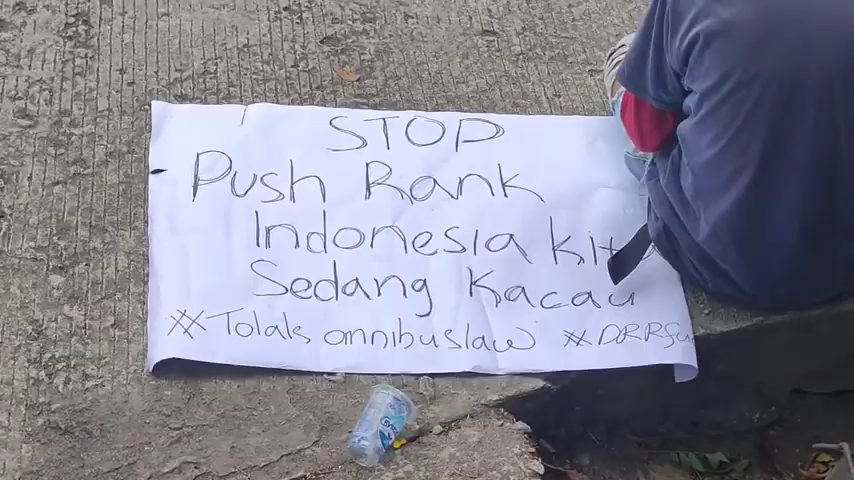 STOP
Push Rank
Indonesia kita
Sedang Kacau
# Tolak omnibuslaw #